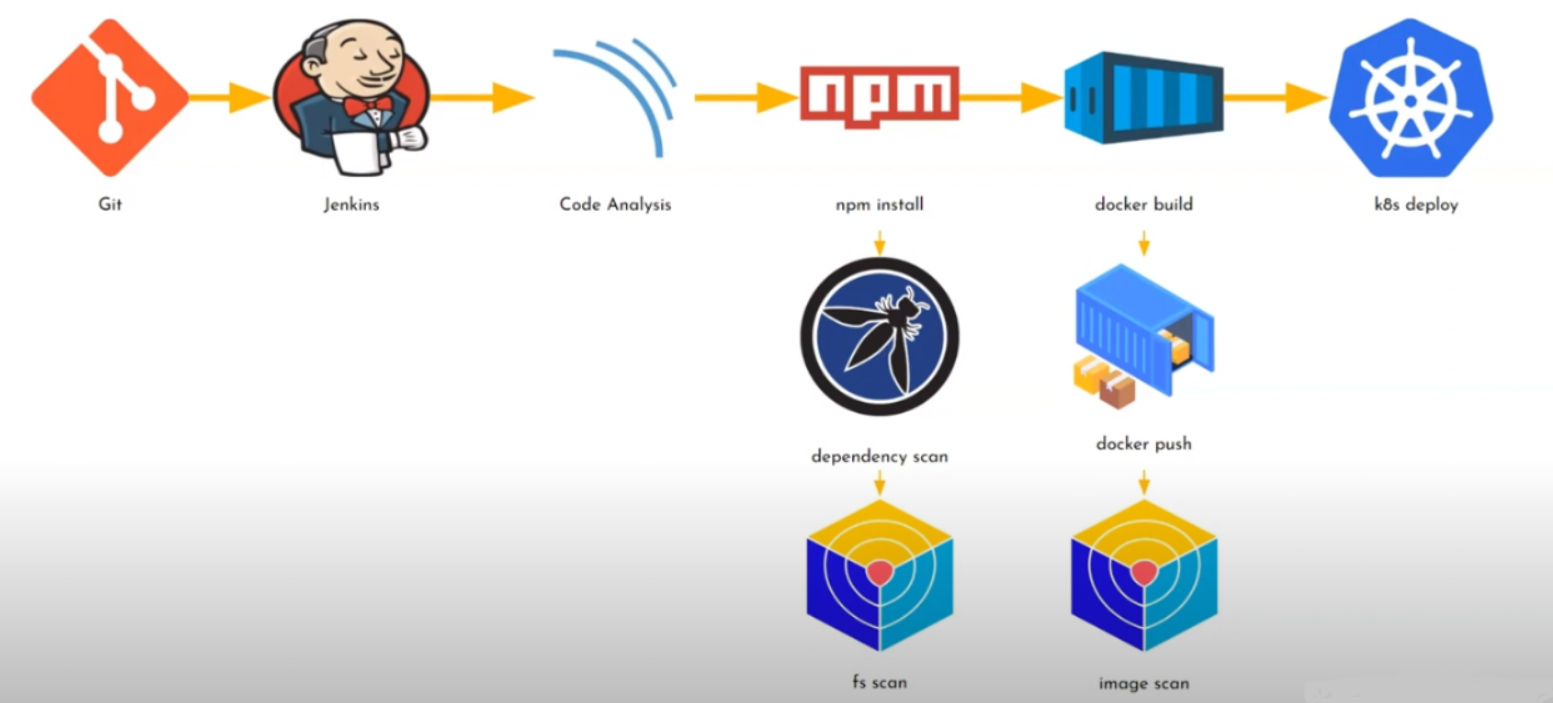 npm
Git
Jenkins
Code Analysis
npm install
docker build
k8s deploy
dependency scan
docker push
fs scan
image scan